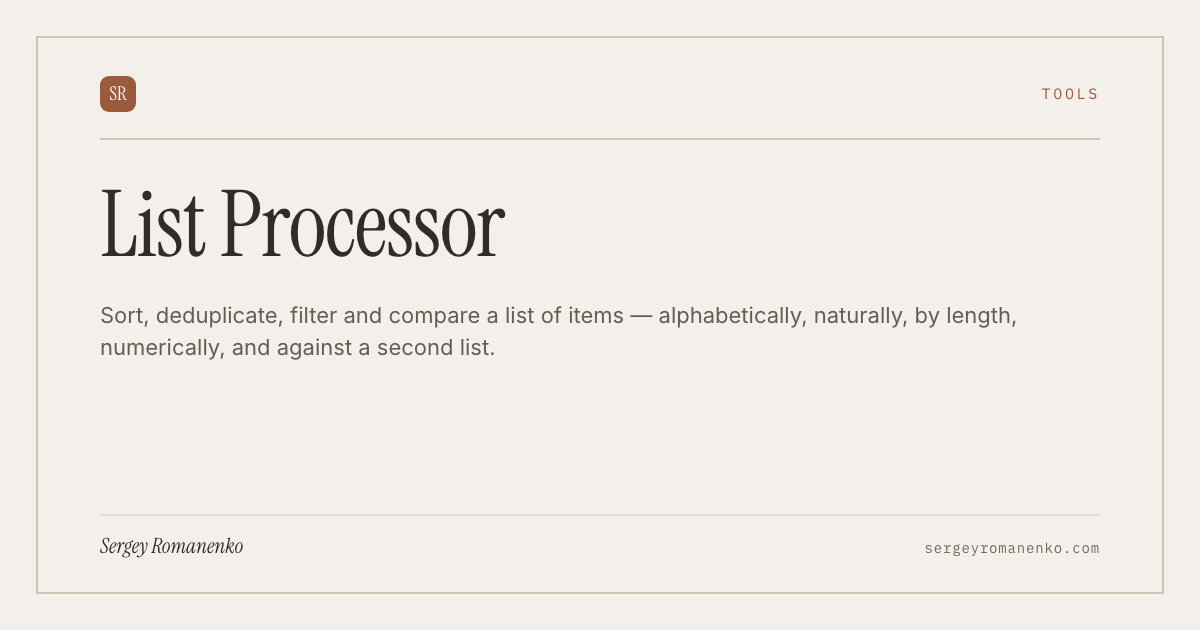 SR
TOOLS
List Processor
Sort, deduplicate, filter and compare a list of items — alphabetically, naturally, by length,
numerically, and against a second list.
Sergey Romanenko
sergeyromanenko.com